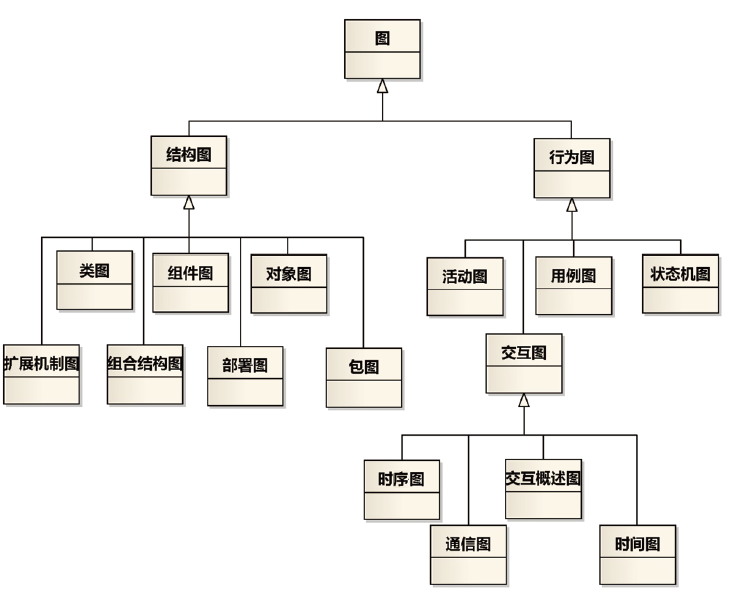 图
结构图
行为图
类图
组件图
对象图
活动图
用例图
状态机图
扩展机制图
组合结构图
部署图
包图
交互图
时序图
交互概述图
通信图
时间图